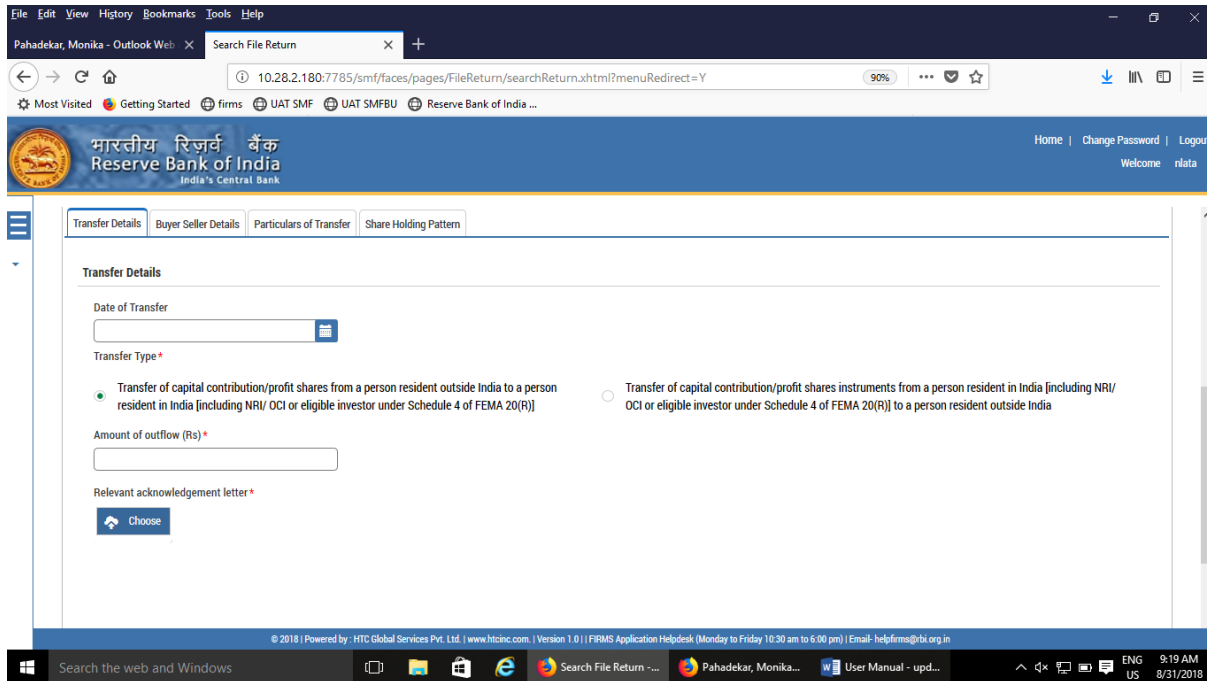 File Edit View History Bookmarks Tools Help
Pahadekar, Monika - Outlook Web Search File Return
10.28.2.180:7785/smf/faces/pages/FileReturn/searchReturn.xhtml?menuRedirect=Y 90%
Most Visited Getting Started firms UAT SMF UAT SMFBU Reserve Bank of India ...
भारतीय रिज़र्व बैंक
Reserve Bank of India
India's Central Bank
Home | Change Password | Logou
Welcome nlata
Transfer Details Buyer Seller Details Particulars of Transfer Share Holding Pattern
Transfer Details
Date of Transfer
Transfer Type*
Transfer of capital contribution/profit shares from a person resident outside India to a person
resident in India [including NRI/ OCI or eligible investor under Schedule 4 of FEMA 20(R)]
Transfer of capital contribution/profit shares instruments from a person resident in India [including NRI/
OCI or eligible investor under Schedule 4 of FEMA 20(R)] to a person resident outside India
Amount of outflow (Rs)*
Relevant acknowledgement letter*
Choose
© 2018 | Powered by : HTC Global Services Pvt. Ltd. | www.htcinc.com. | Version 1.0 | | FIRMS Application Helpdesk (Monday to Friday 10:30 am to 6:00 pm) | Email- helpfirms@rbi.org.in
Search the web and Windows Search File Return -... Pahadekar, Monika... User Manual - upd... ENG 9:19 AM
US 8/31/2018